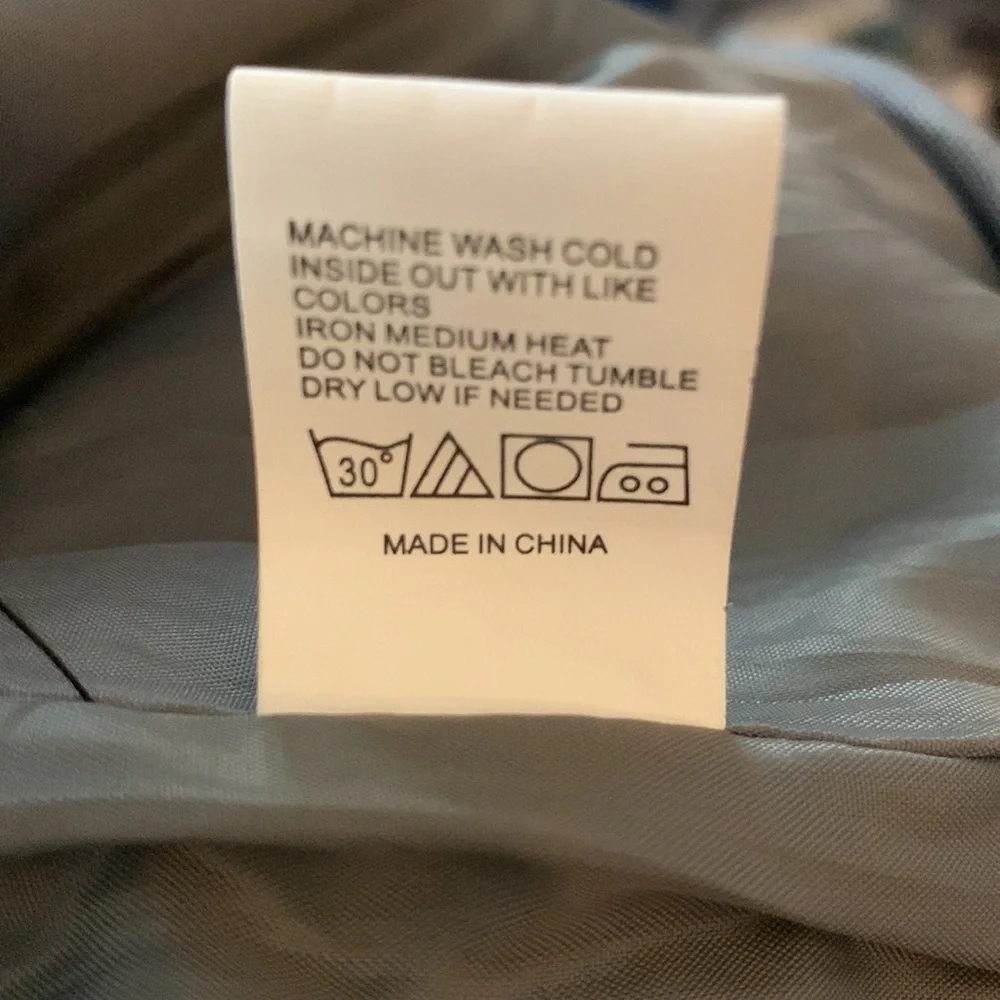 MACHINE WASH COLD
INSIDE OUT WITH LIKE
COLORS
IRON MEDIUM HEAT
DO NOT BLEACH TUMBLE
DRY LOW IF NEEDED
30°
MADE IN CHINA